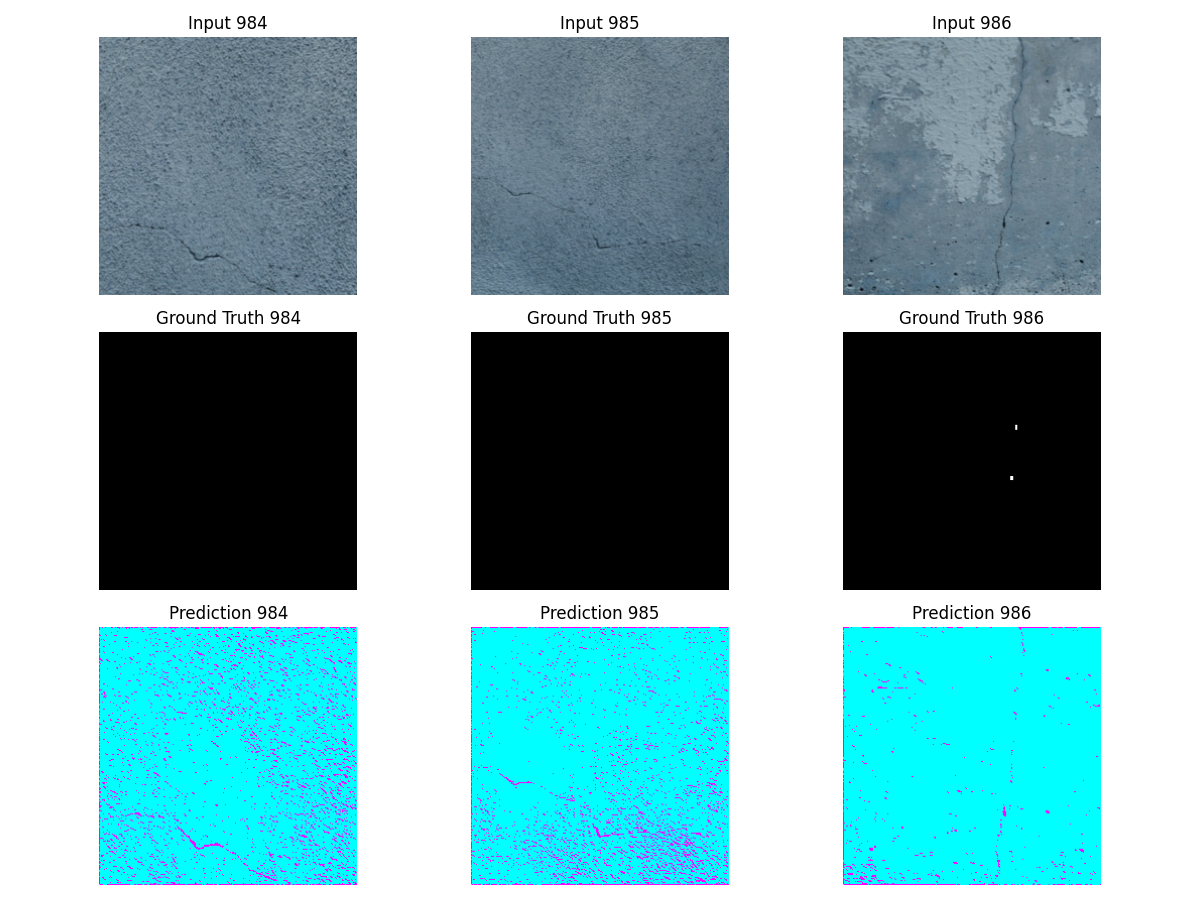 Input 984
Input 985
Input 986
Ground Truth 984
Ground Truth 985
Ground Truth 986
Prediction 984
Prediction 985
Prediction 986